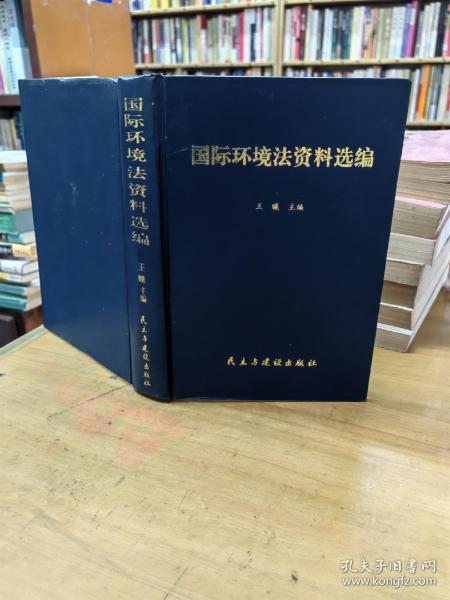 国际环境法资料选编
王 曦 主编
民主与建设出版社
国际环境法资料选编
王 曦 主编
民主与建设出版社
孔夫子旧书网
www.kongfz.com